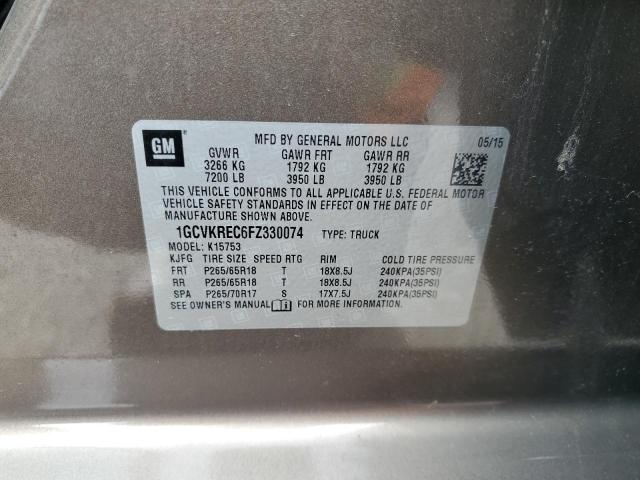 GM ®
MFD BY GENERAL MOTORS LLC 05/15
GVWR GAWR FRT GAWR RR
3266 KG 1792 KG 1792 KG
7200 LB 3950 LB 3950 LB
THIS VEHICLE CONFORMS TO ALL APPLICABLE U.S. FEDERAL MOTOR
VEHICLE SAFETY STANDARDS IN EFFECT ON THE DATE OF
MANUFACTURE SHOWN ABOVE.
1GCVKREC6FZ330074 TYPE: TRUCK
MODEL: K15753
KJFG TIRE SIZE SPEED RTG RIM COLD TIRE PRESSURE
FRT P265/65R18 T 18X8.5J 240KPA(35PSI)
RR P265/65R18 T 18X8.5J 240KPA(35PSI)
SPA P265/70R17 S 17X7.5J 240KPA(35PSI)
SEE OWNER'S MANUAL FOR MORE INFORMATION.